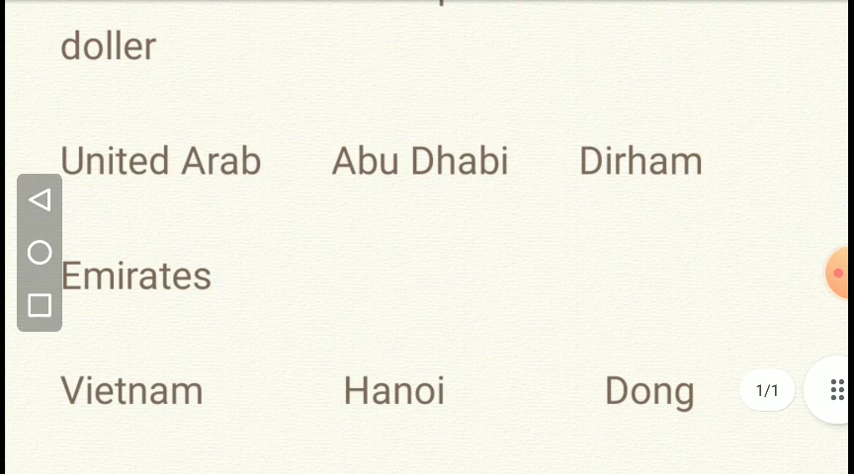 doller
United Arab Abu Dhabi Dirham
Emirates
Vietnam Hanoi Dong
1/1